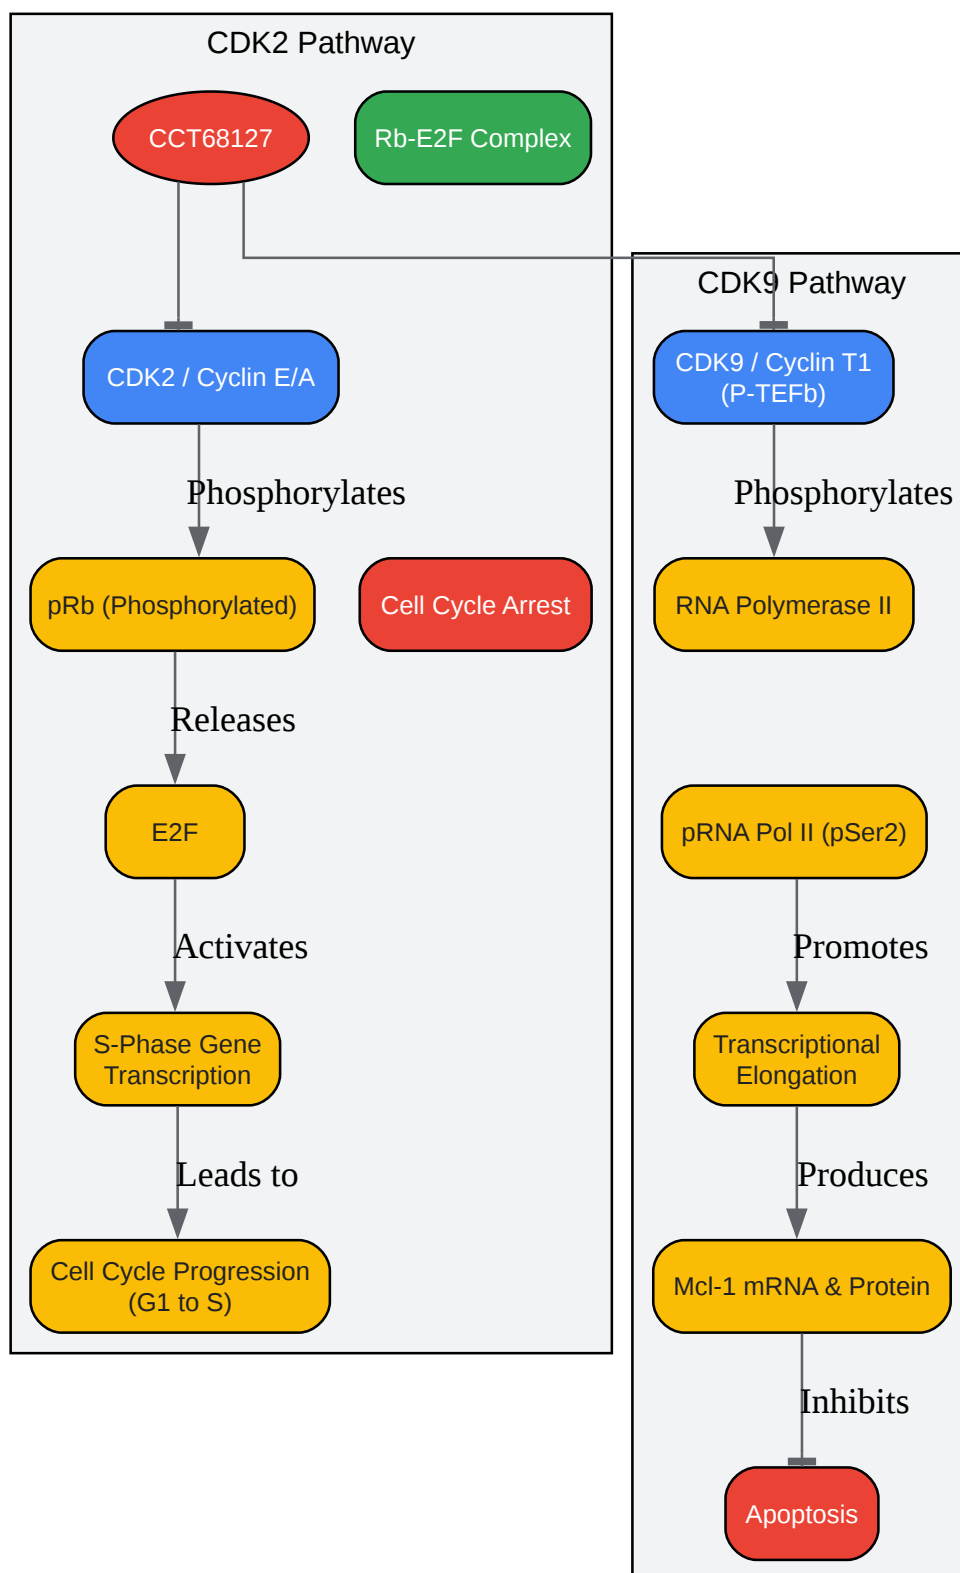 CDK2 Pathway
CCT68127
Rb-E2F Complex
CDK2 / Cyclin E/A
Phosphorylates
pRb (Phosphorylated)
Cell Cycle Arrest
Releases
E2F
Activates
S-Phase Gene
Transcription
Leads to
Cell Cycle Progression
(G1 to S)
CDK9 Pathway
CDK9 / Cyclin T1
(P-TEFb)
Phosphorylates
RNA Polymerase II
pRNA Pol II (pSer2)
Promotes
Transcriptional
Elongation
Produces
Mcl-1 mRNA & Protein
Inhibits
Apoptosis